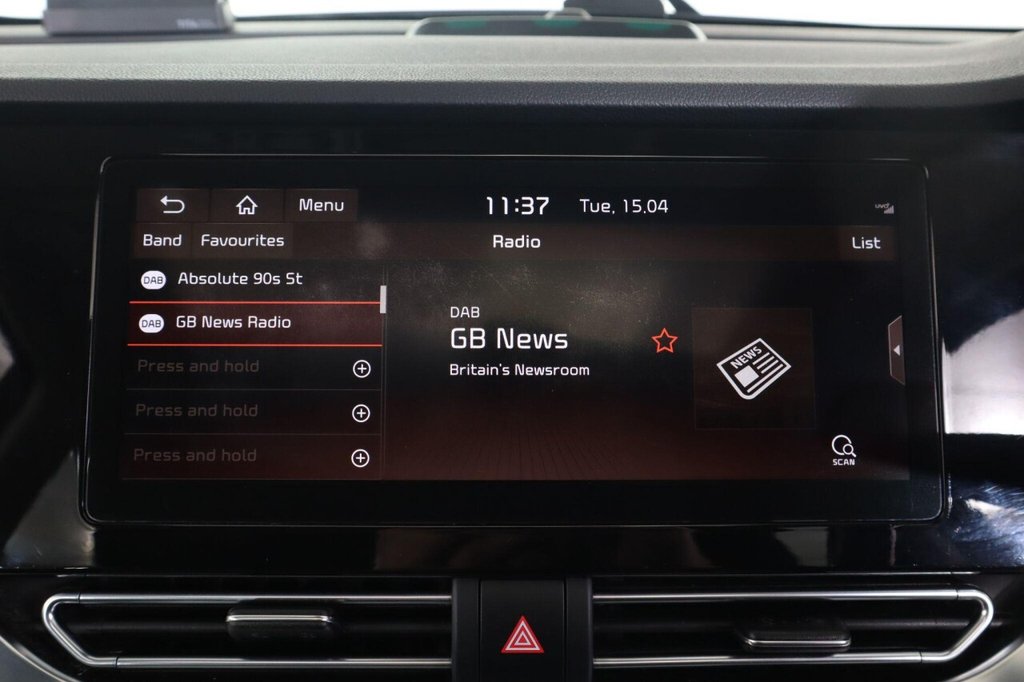 Menu
11:37
Tue, 15.04
Band
Favourites
Radio
List
DAB
Absolute 90s St
DAB
GB News Radio
Press and hold
Press and hold
Press and hold
DAB
GB News
Britain's Newsroom
NEWS
SCAN